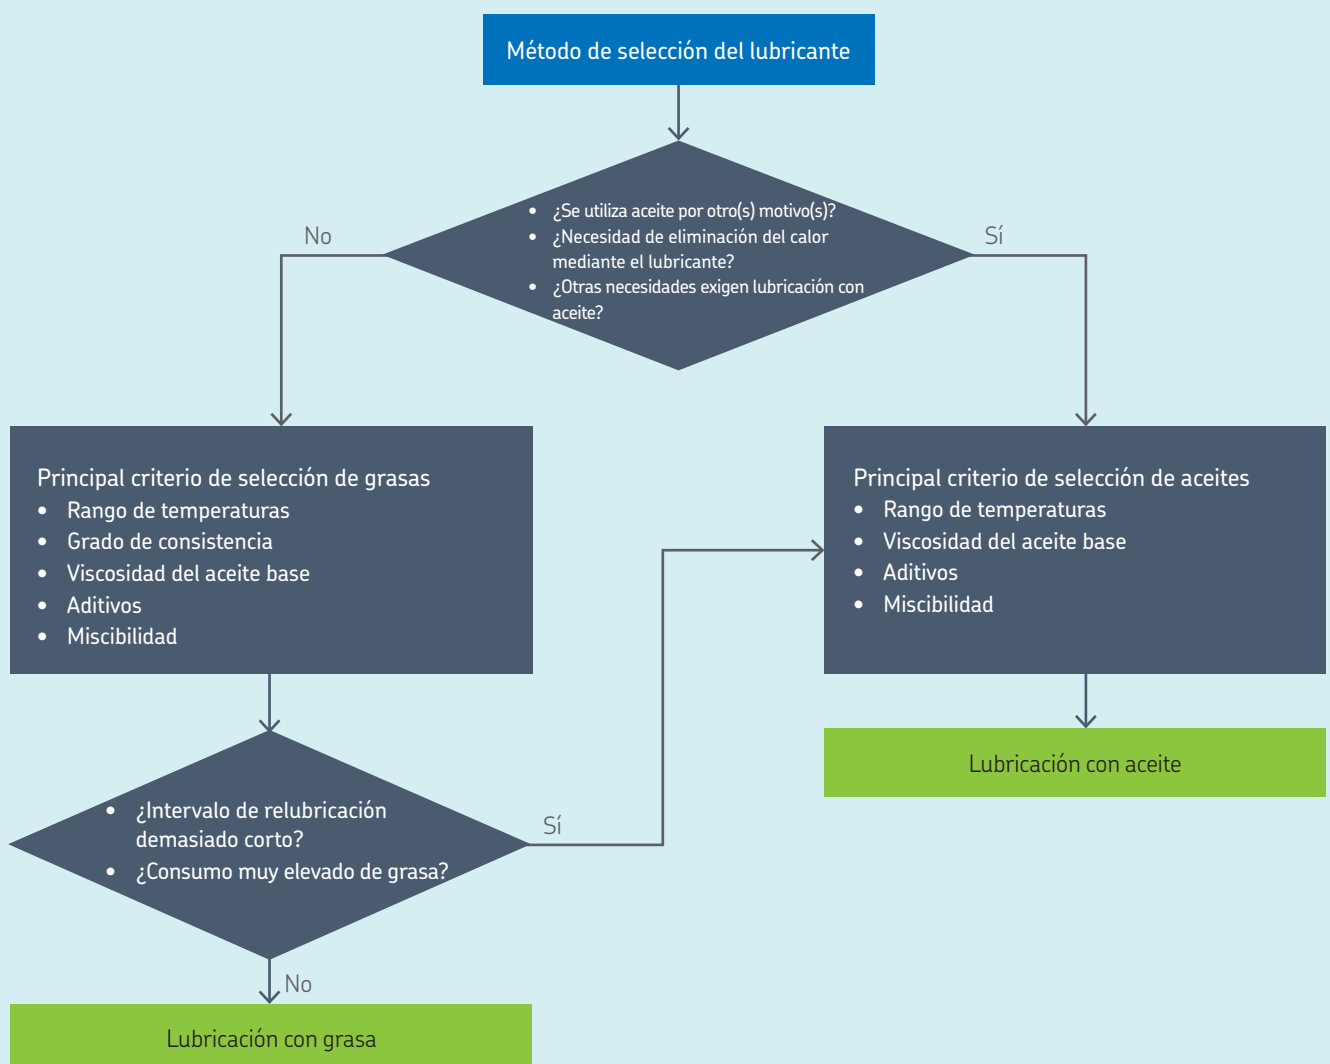 Método de selección del lubricante
• ¿Se utiliza aceite por otro(s) motivo(s)?
• ¿Necesidad de eliminación del calor
mediante el lubricante?
• ¿Otras necesidades exigen lubricación con
aceite?
No
Sí
Principal criterio de selección de grasas
• Rango de temperaturas
• Grado de consistencia
• Viscosidad del aceite base
• Aditivos
• Miscibilidad
Principal criterio de selección de aceites
• Rango de temperaturas
• Viscosidad del aceite base
• Aditivos
• Miscibilidad
Lubricación con aceite
• ¿Intervalo de relubricación
demasiado corto?
• ¿Consumo muy elevado de grasa?
Sí
No
Lubricación con grasa